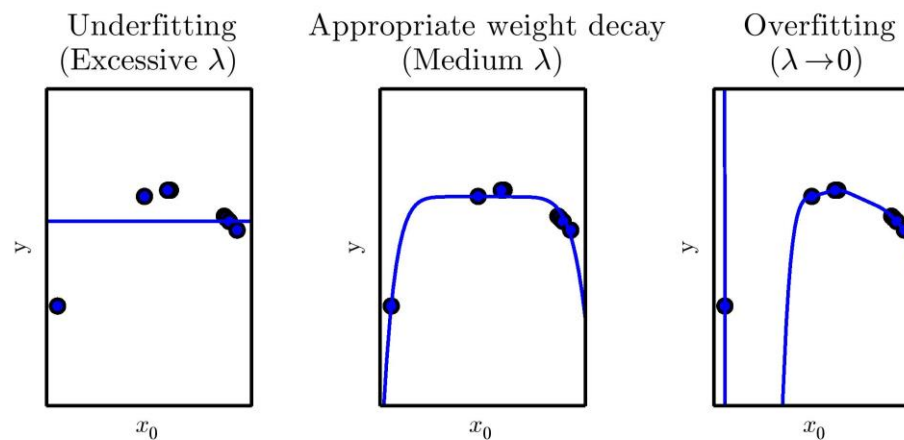 Underfitting
(Excessive λ)
Appropriate weight decay
(Medium λ)
Overfitting
(λ→0)
y
x₀
y
x₀
y
x₀